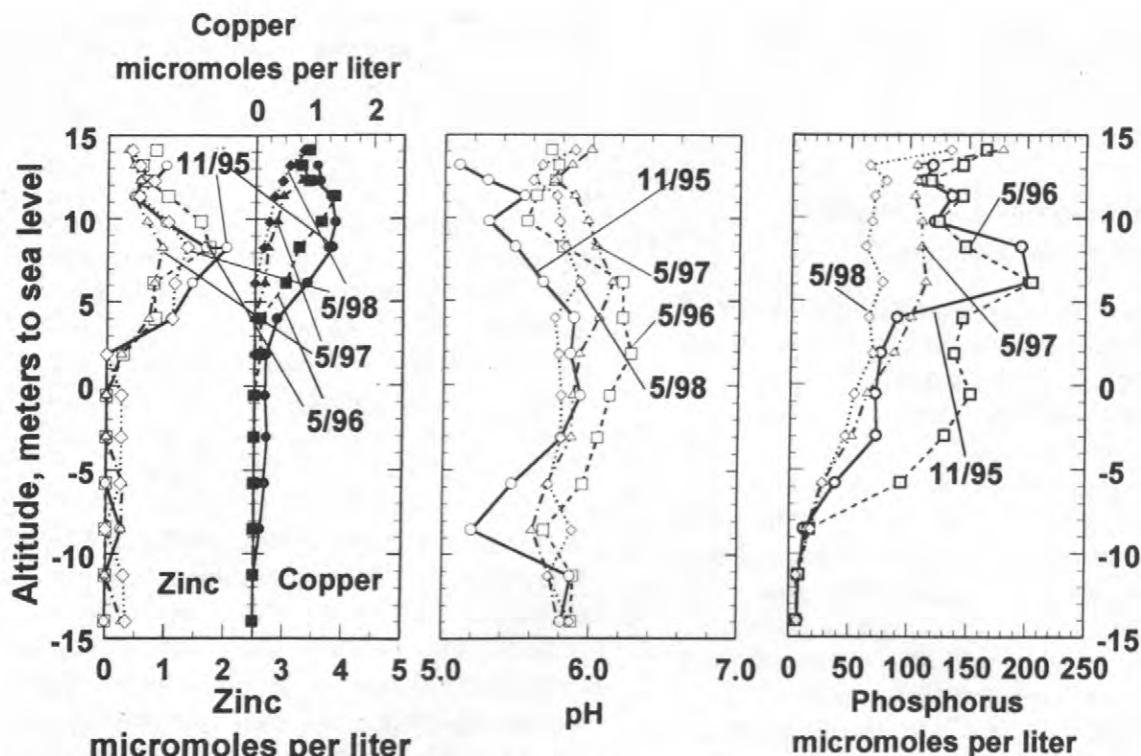 Copper
micromoles per liter
0 1 2
Altitude, meters to sea level
15
10
5
0
-5
-10
-15
11/95
5/98
5/97
5/96
Zinc
Copper
0 1 2 3 4 5
Zinc
micromoles per liter
11/95
5/97
5/96
5/98
5.0 6.0 7.0
pH
5/96
5/98
5/97
11/95
15
10
5
0
-5
-10
-15
0 50 100 150 200 250
Phosphorus
micromoles per liter